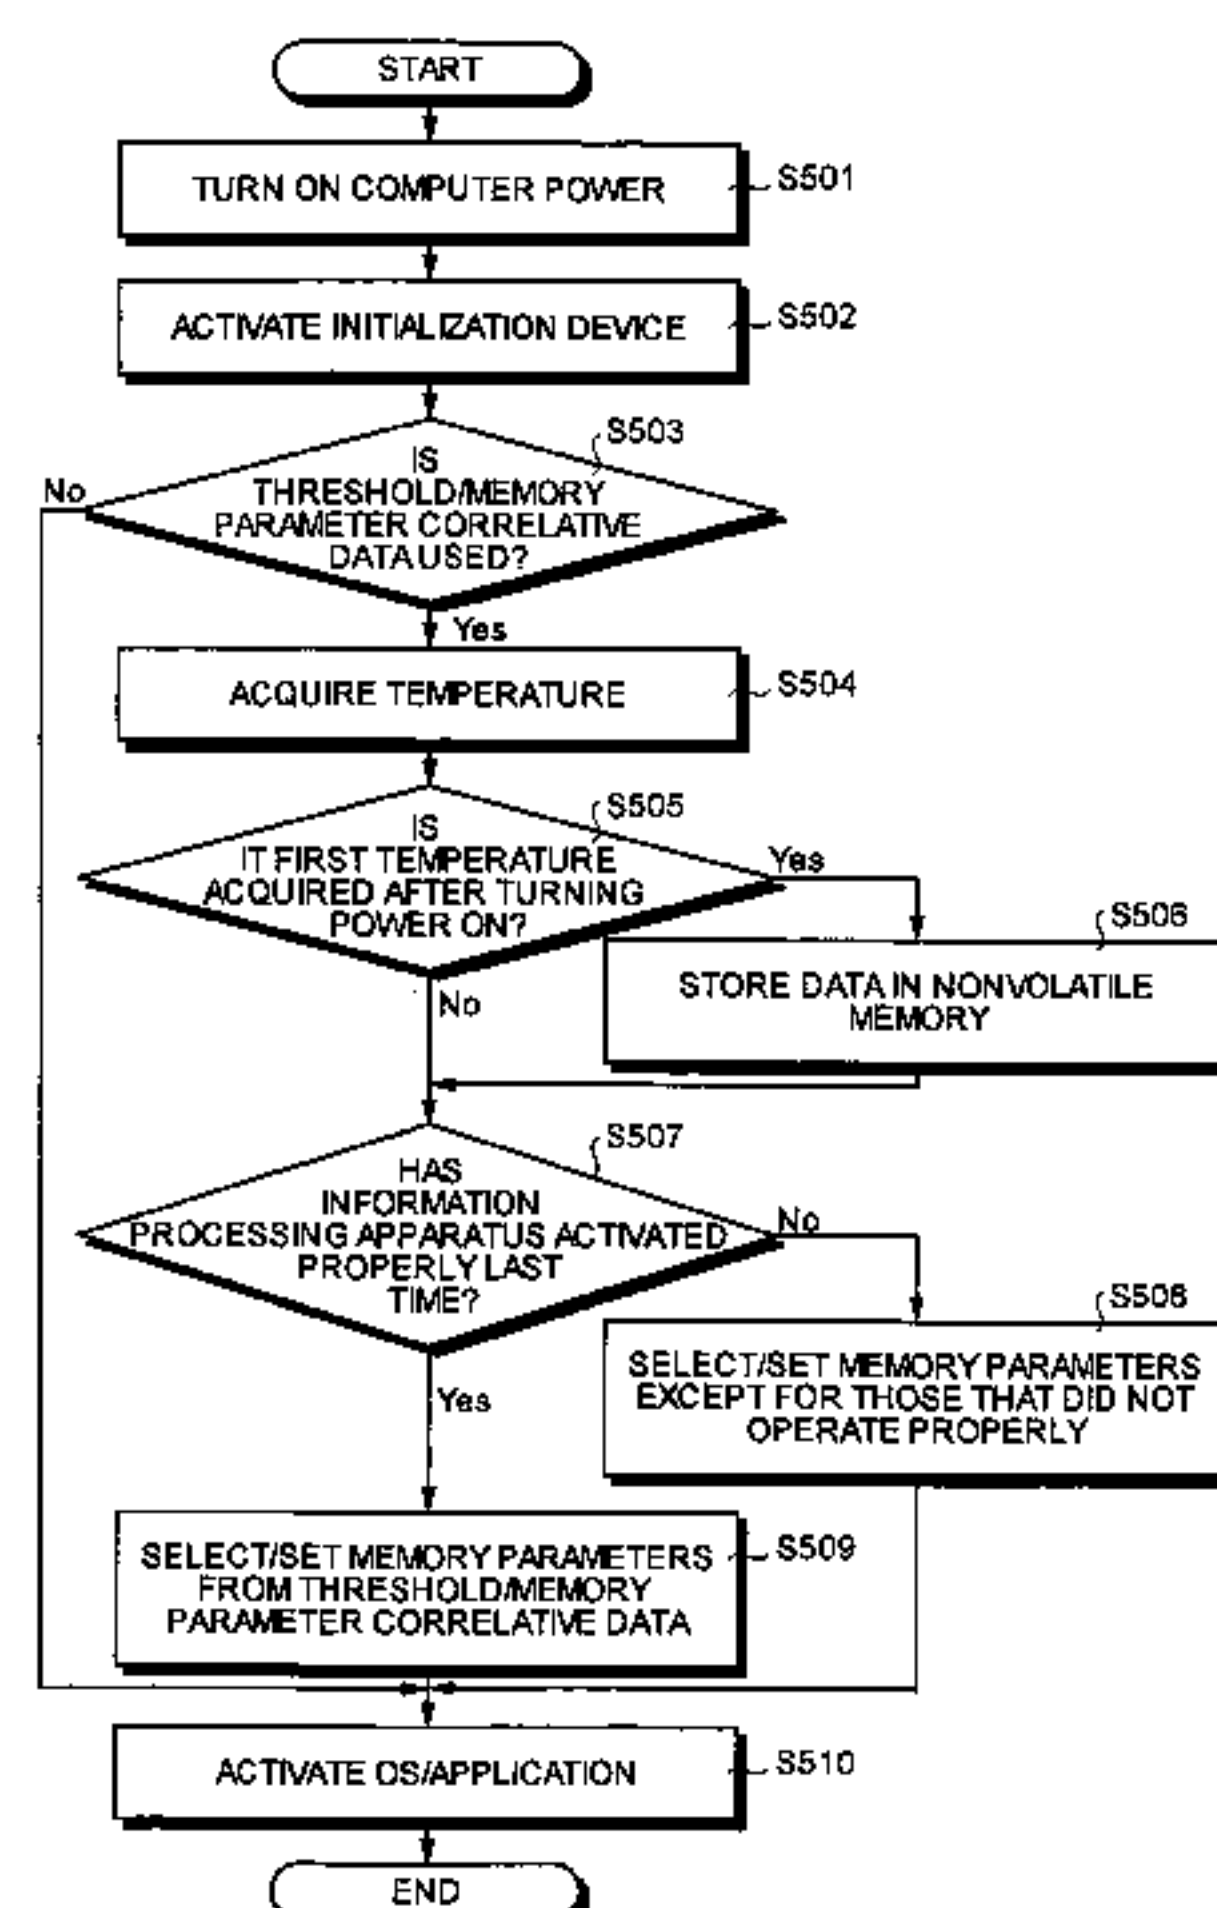 START
TURN ON COMPUTER POWER
S501
ACTIVATE INITIALIZATION DEVICE
S502
S503
IS
THRESHOLD/MEMORY
PARAMETER CORRELATIVE
DATA USED?
No
Yes
ACQUIRE TEMPERATURE
S504
S505
IS
IT FIRST TEMPERATURE
ACQUIRED AFTER TURNING
POWER ON?
Yes
No
S506
STORE DATA IN NONVOLATILE
MEMORY
S507
HAS
INFORMATION
PROCESSING APPARATUS ACTIVATED
PROPERLY LAST
TIME?
No
Yes
S508
SELECT/SET MEMORY PARAMETERS
EXCEPT FOR THOSE THAT DID NOT
OPERATE PROPERLY
SELECT/SET MEMORY PARAMETERS
FROM THRESHOLD/MEMORY
PARAMETER CORRELATIVE DATA
S509
ACTIVATE OS/APPLICATION
S510
END